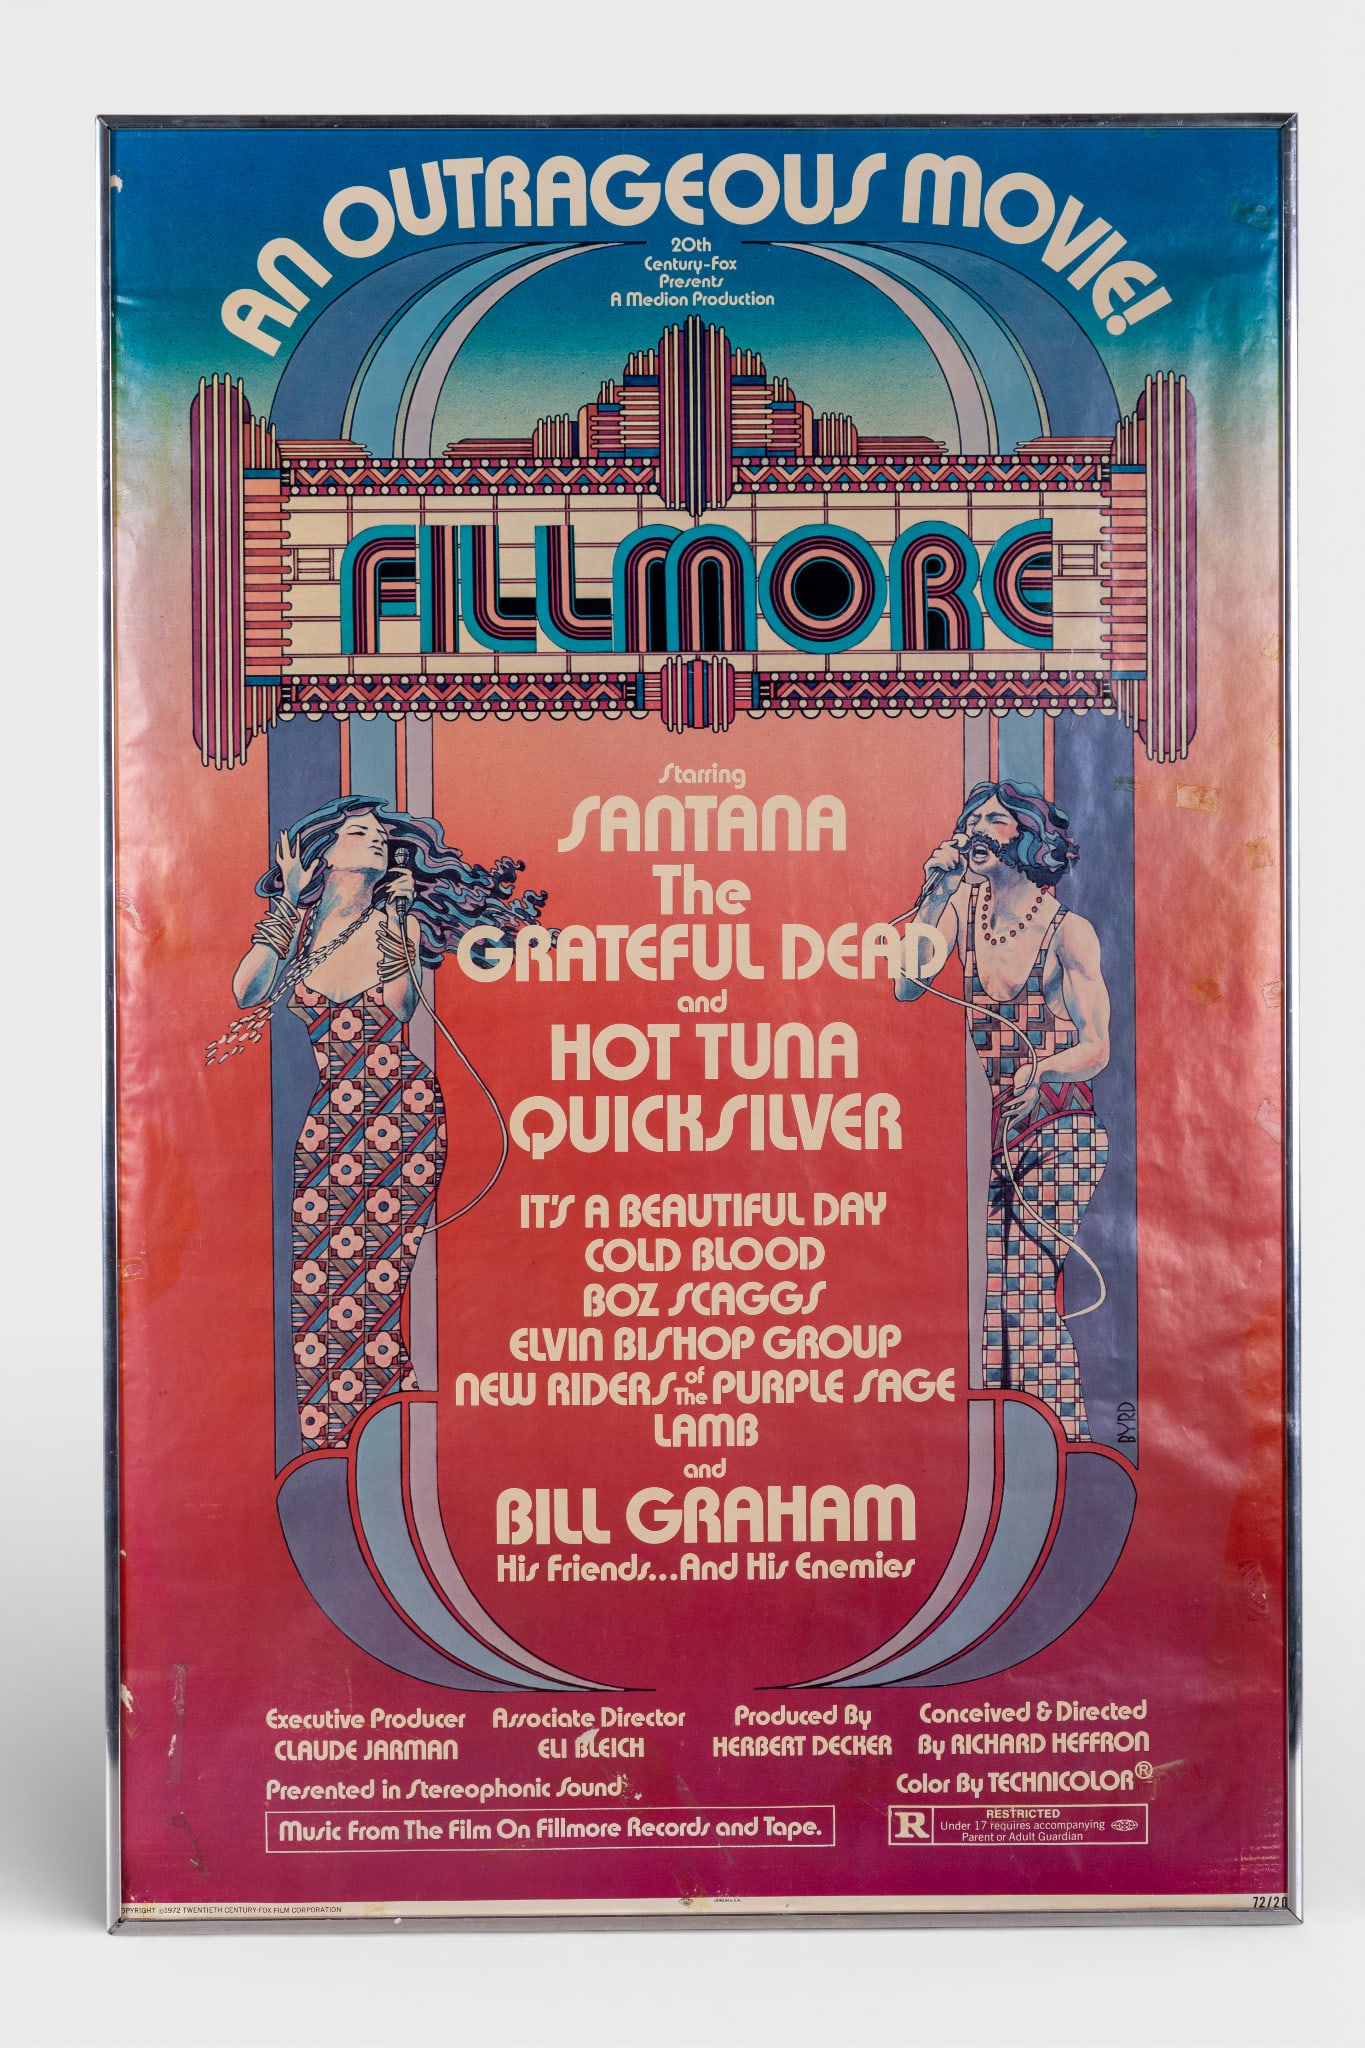 AN OUTRAGEOUS MOVIE!
20th
Century-Fox
Presents
A Medion Production
FILLMORE
Starring
SANTANA
The
GRATEFUL DEAD
and
HOT TUNA
QUICKSILVER
IT'S A BEAUTIFUL DAY
COLD BLOOD
BOZ SCAGGS
ELVIN BISHOP GROUP
NEW RIDERS of The PURPLE SAGE
LAMB
BYRD
and
BILL GRAHAM
His Friends...And His Enemies
Executive Producer
CLAUDE JARMAN
Associate Director
ELI BLEICH
Produced By
HERBERT DECKER
Conceived & Directed
By RICHARD HEFFRON
Presented in Stereophonic Sound
Color By TECHNICOLOR®
Music From The Film On Fillmore Records and Tape.
R
RESTRICTED
Under 17 requires accompanying
Parent or Adult Guardian
OPYRIGHT ©1972 TWENTIETH CENTURY-FOX FILM CORPORATION
72/20